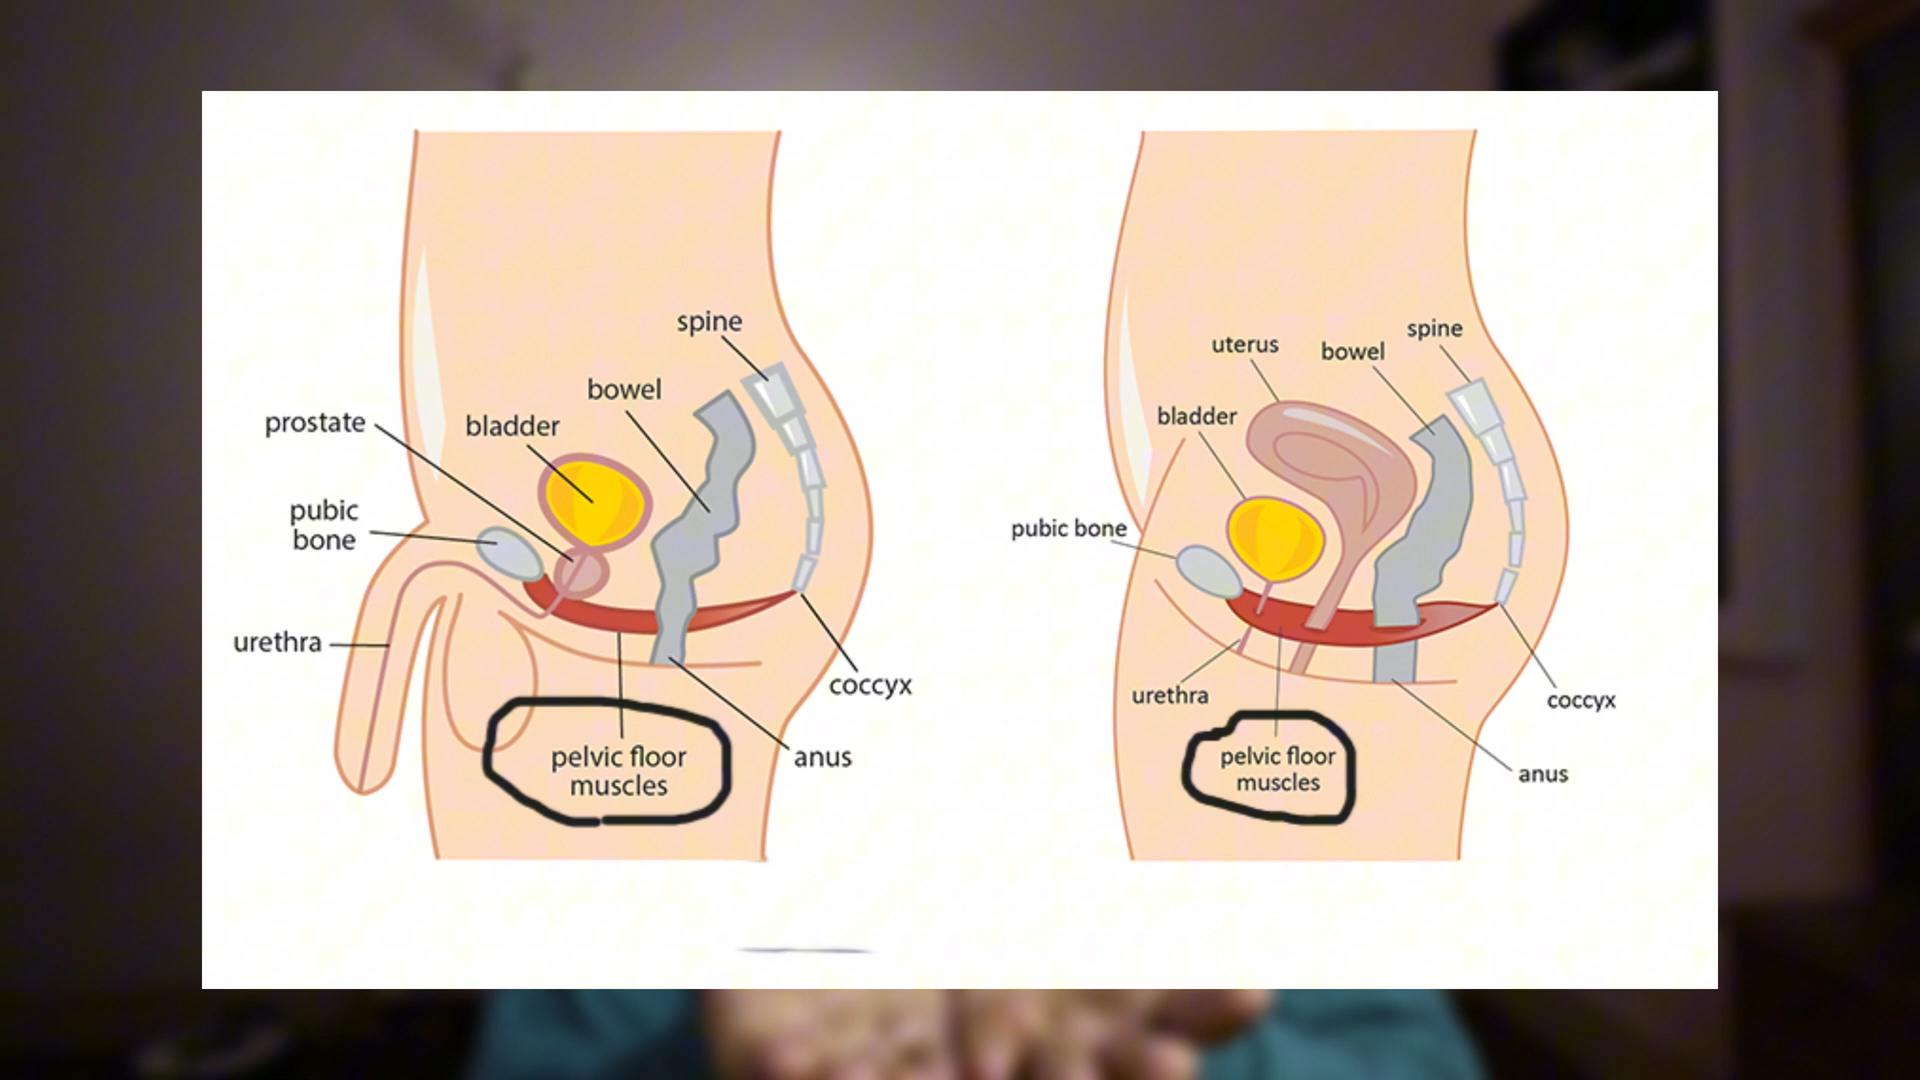 spine
bowel
prostate
bladder
pubic
bone
urethra
coccyx
pelvic floor
muscles
anus
spine
uterus
bowel
bladder
pubic bone
urethra
coccyx
pelvic floor
muscles
anus